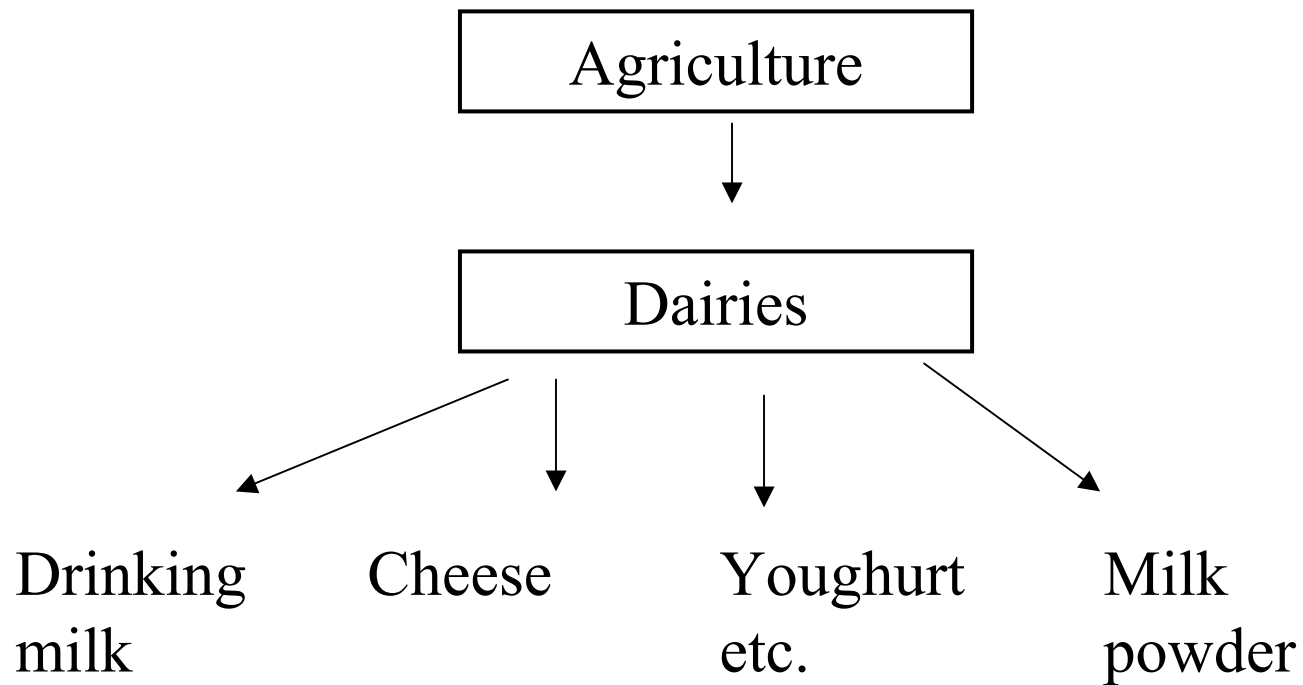 Agriculture
Dairies
Drinking
milk
Cheese
Youghurt
etc.
Milk
powder